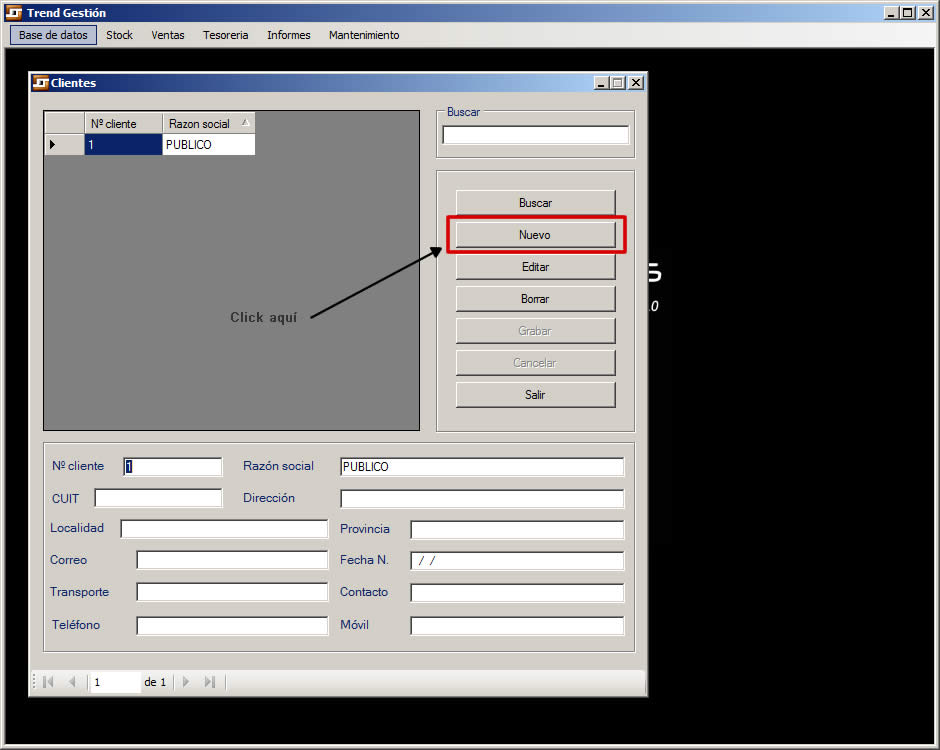 Trend Gestión
Base de datos Stock Ventas Tesoreria Informes Mantenimiento
Clientes
Nº cliente Razon social
1 PUBLICO
Buscar
Buscar
Nuevo
Editar
Borrar
Grabar
Cancelar
Salir
Click aquí
Nº cliente 1 Razón social PUBLICO
CUIT Dirección
Localidad Provincia
Correo Fecha N. / /
Transporte Contacto
Teléfono Móvil
1 de 1